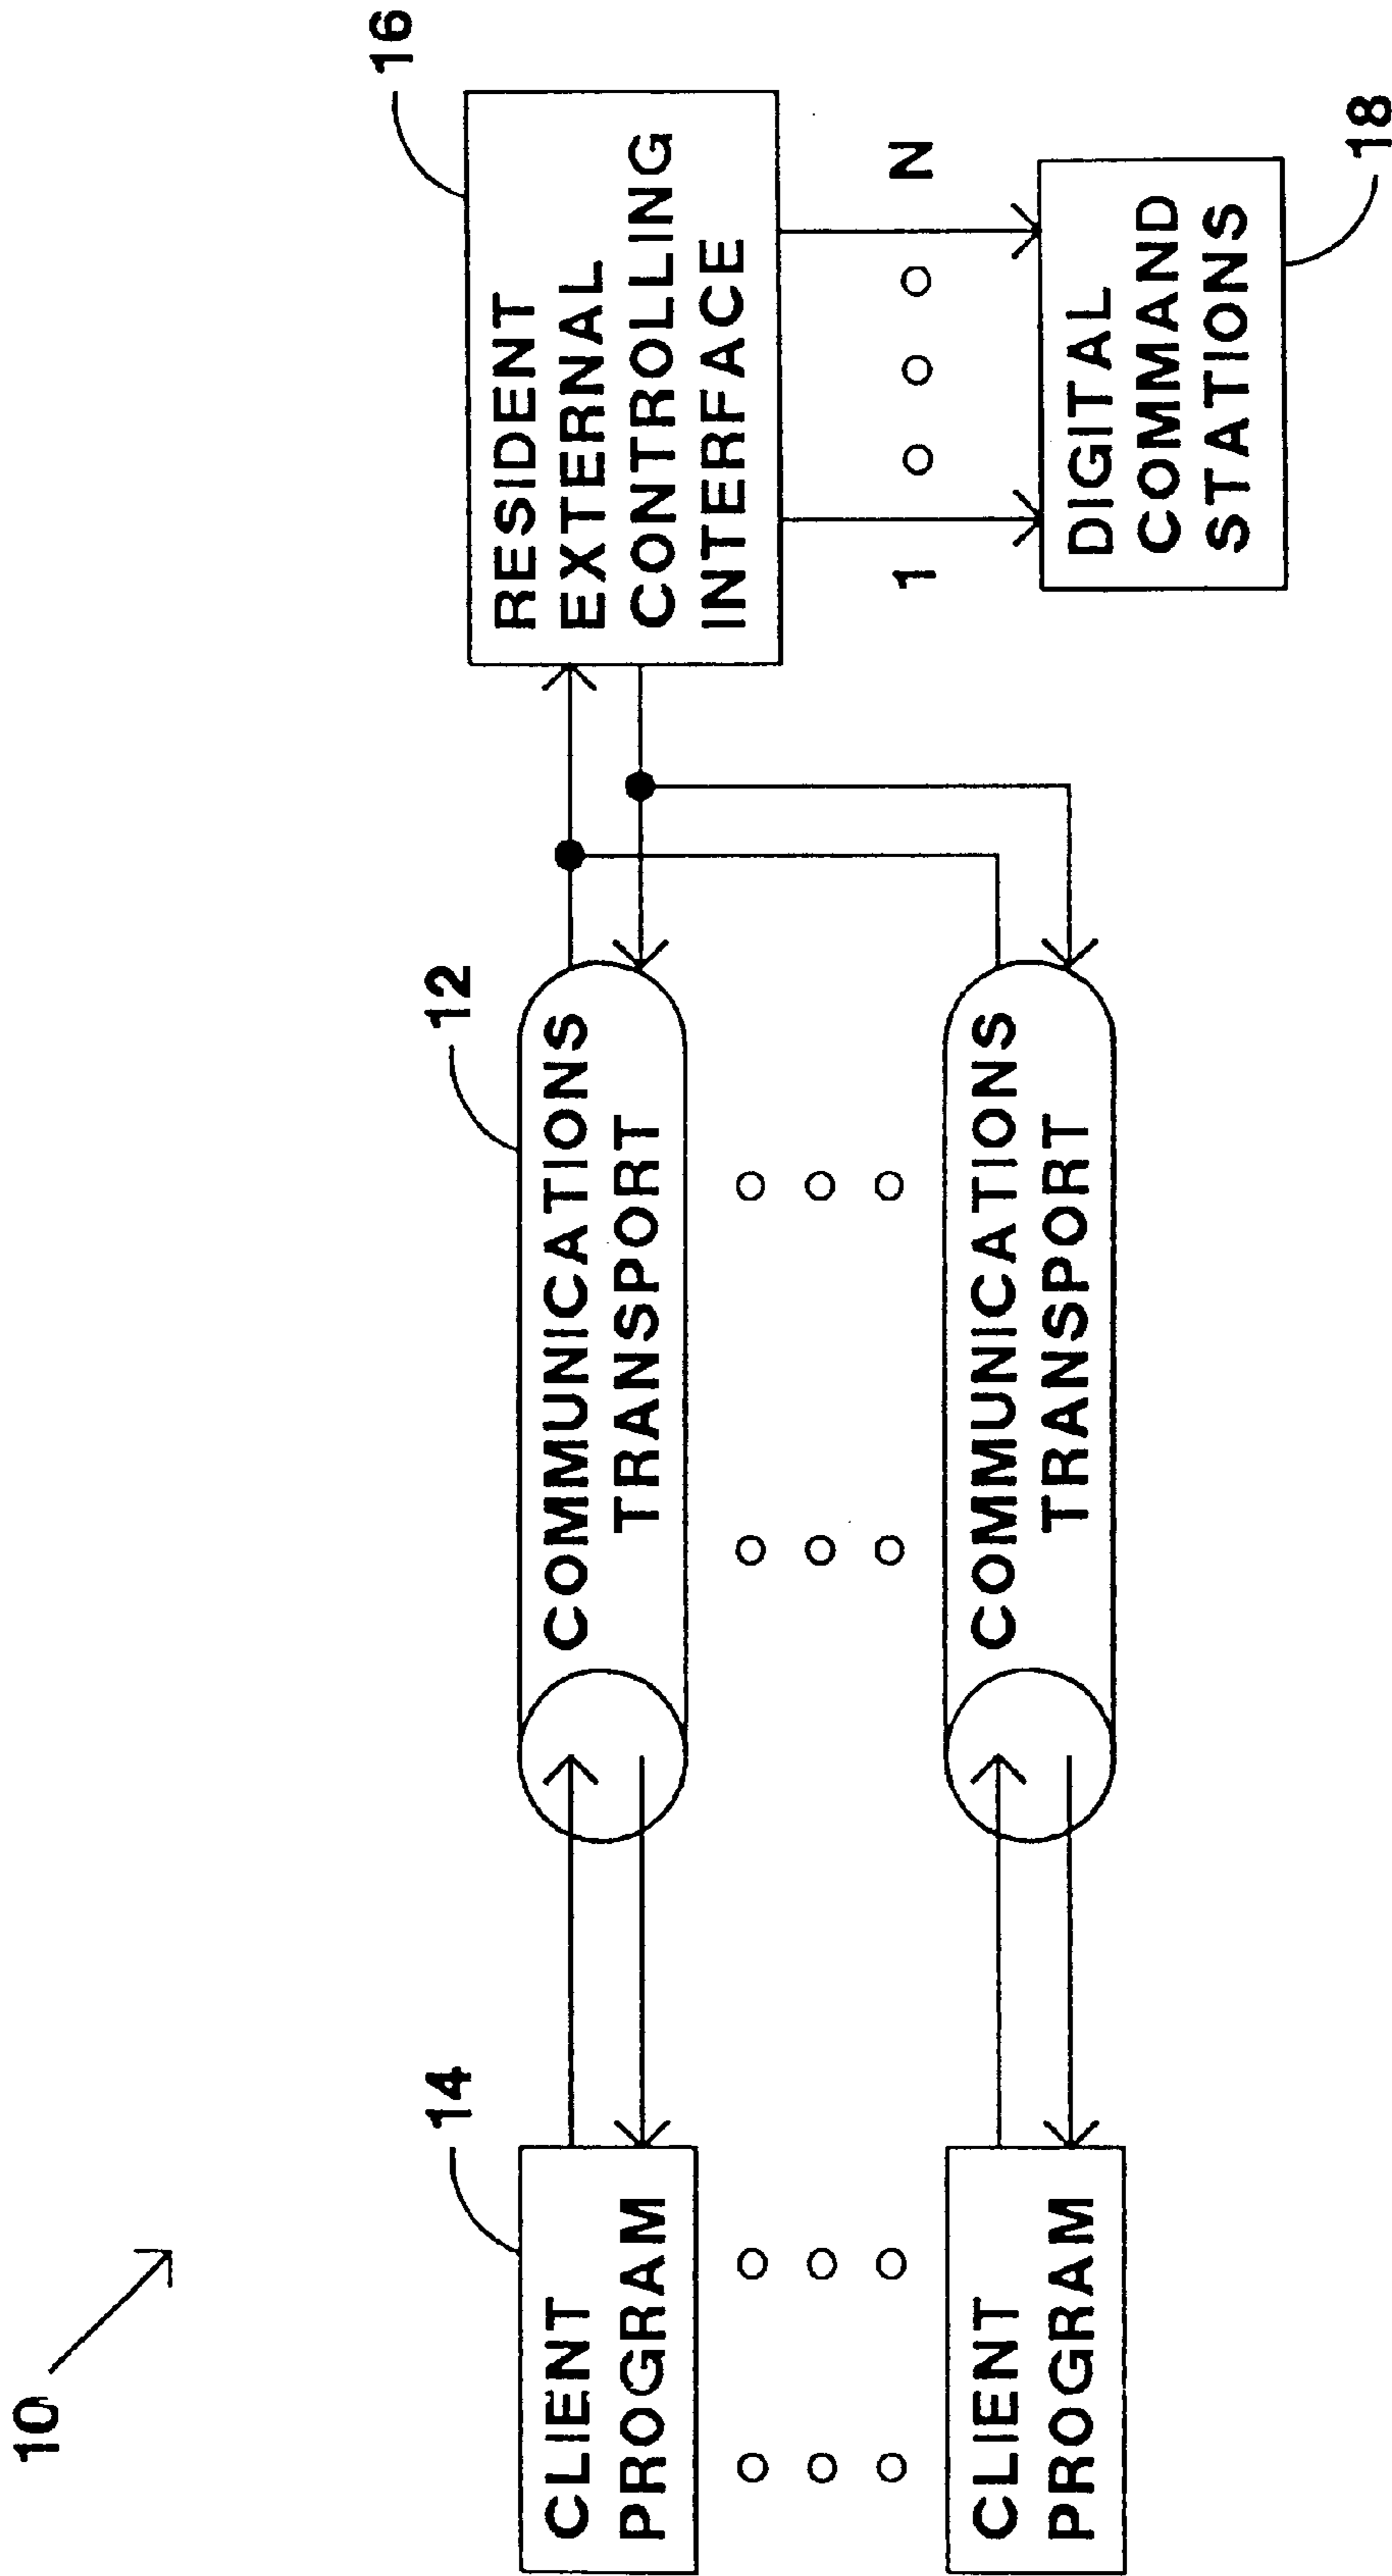 10
14
CLIENT
PROGRAM
12
COMMUNICATIONS
TRANSPORT
16
RESIDENT
EXTERNAL
CONTROLLING
INTERFACE
CLIENT
PROGRAM
COMMUNICATIONS
TRANSPORT
1
N
DIGITAL
COMMAND
STATIONS
18